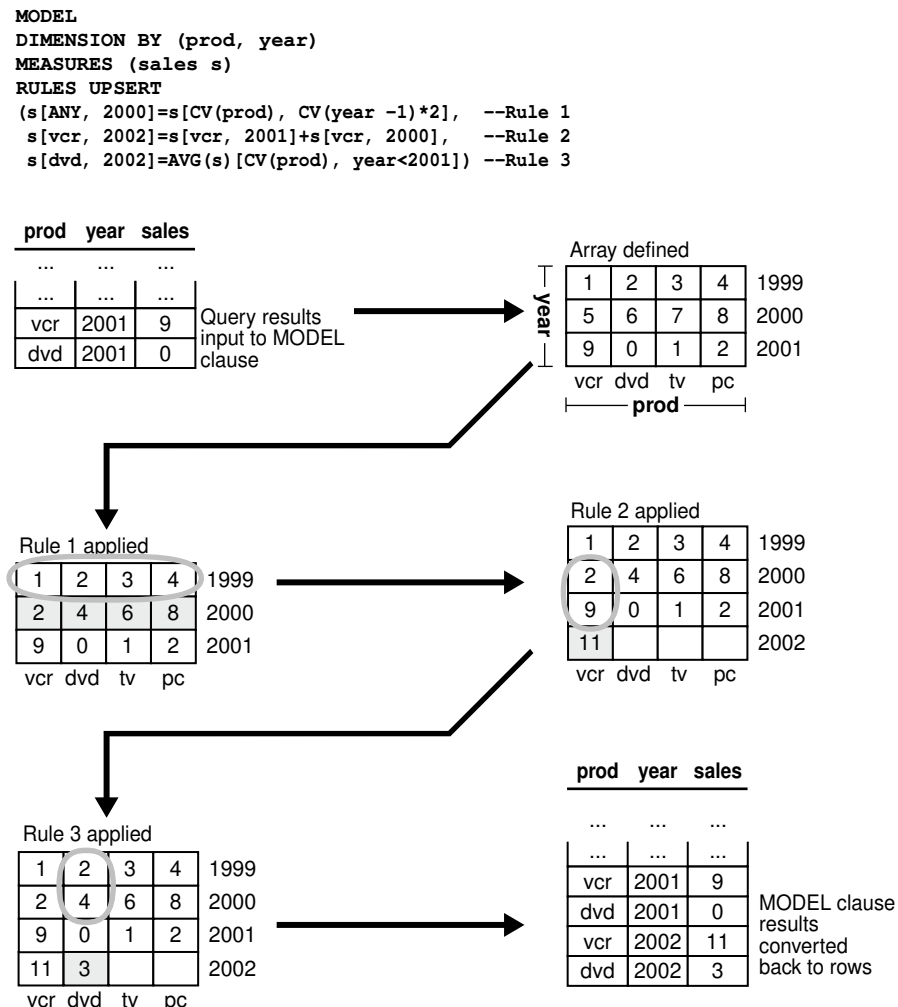 MODEL
DIMENSION BY (prod, year)
MEASURES (sales s)
RULES UPSERT
(s[ANY, 2000]=s[CV(prod), CV(year –1)*2], --Rule 1
s[vcr, 2002]=s[vcr, 2001]+s[vcr, 2000], --Rule 2
s[dvd, 2002]=AVG(s)[CV(prod), year<2001]) --Rule 3
prod year sales
... ... ...
... ... ...
vcr 2001 9
dvd 2001 0
Query results
input to MODEL
clause
Array defined
year
1 2 3 4 1999
5 6 7 8 2000
9 0 1 2 2001
vcr dvd tv pc
prod
Rule 1 applied
1 2 3 4 1999
2 4 6 8 2000
9 0 1 2 2001
vcr dvd tv pc
Rule 2 applied
1 2 3 4 1999
2 4 6 8 2000
9 0 1 2 2001
11 2002
vcr dvd tv pc
Rule 3 applied
1 2 3 4 1999
2 4 6 8 2000
9 0 1 2 2001
11 3 2002
vcr dvd tv pc
prod year sales
... ... ...
... ... ...
vcr 2001 9
dvd 2001 0
vcr 2002 11
dvd 2002 3
MODEL clause
results
converted
back to rows